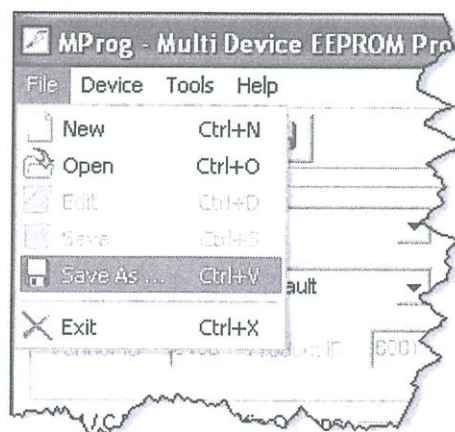 MProg - Multi Device EEPROM Pro
File Device Tools Help
New Ctrl+N
Open Ctrl+O
Edit Ctrl+D
Save Ctrl+S
Save As ... Ctrl+V
ault
Exit Ctrl+X
6001